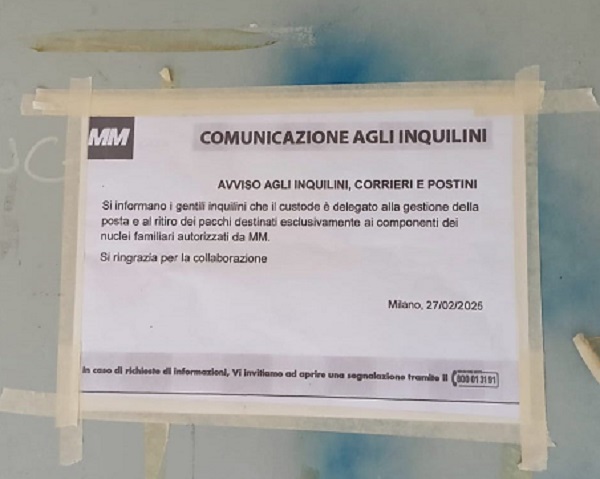 MM
COMUNICAZIONE AGLI INQUILINI
AVVISO AGLI INQUILINI, CORRIERI E POSTINI
Si informano i gentili inquilini che il custode è delegato alla gestione della
posta e al ritiro dei pacchi destinati esclusivamente ai componenti dei
nuclei familiari autorizzati da MM.
Si ringrazia per la collaborazione
Milano, 27/02/2025
In caso di richieste di informazioni, Vi invitiamo ad aprire una segnalazione tramite il